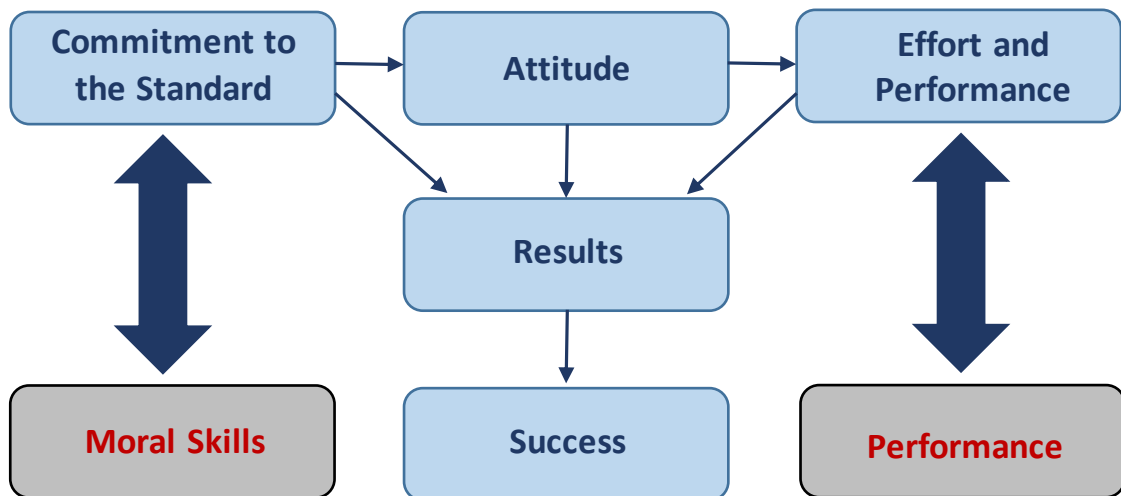 Commitment to
the Standard
Attitude
Effort and
Performance
Results
Moral Skills
Success
Performance